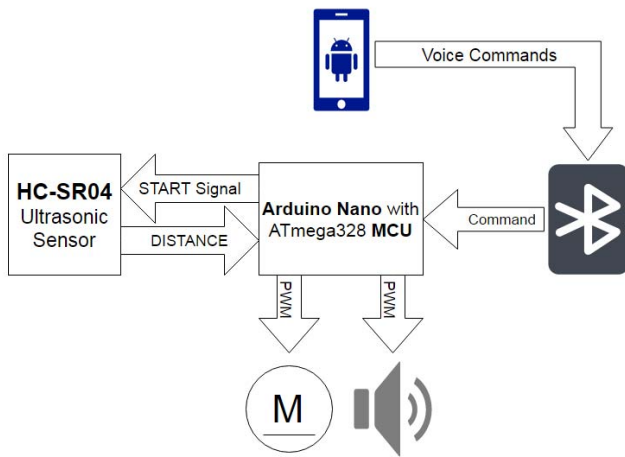 Voice Commands
HC-SR04
Ultrasonic
Sensor
START Signal
DISTANCE
Arduino Nano with
ATmega328 MCU
Command
PWM
PWM
M